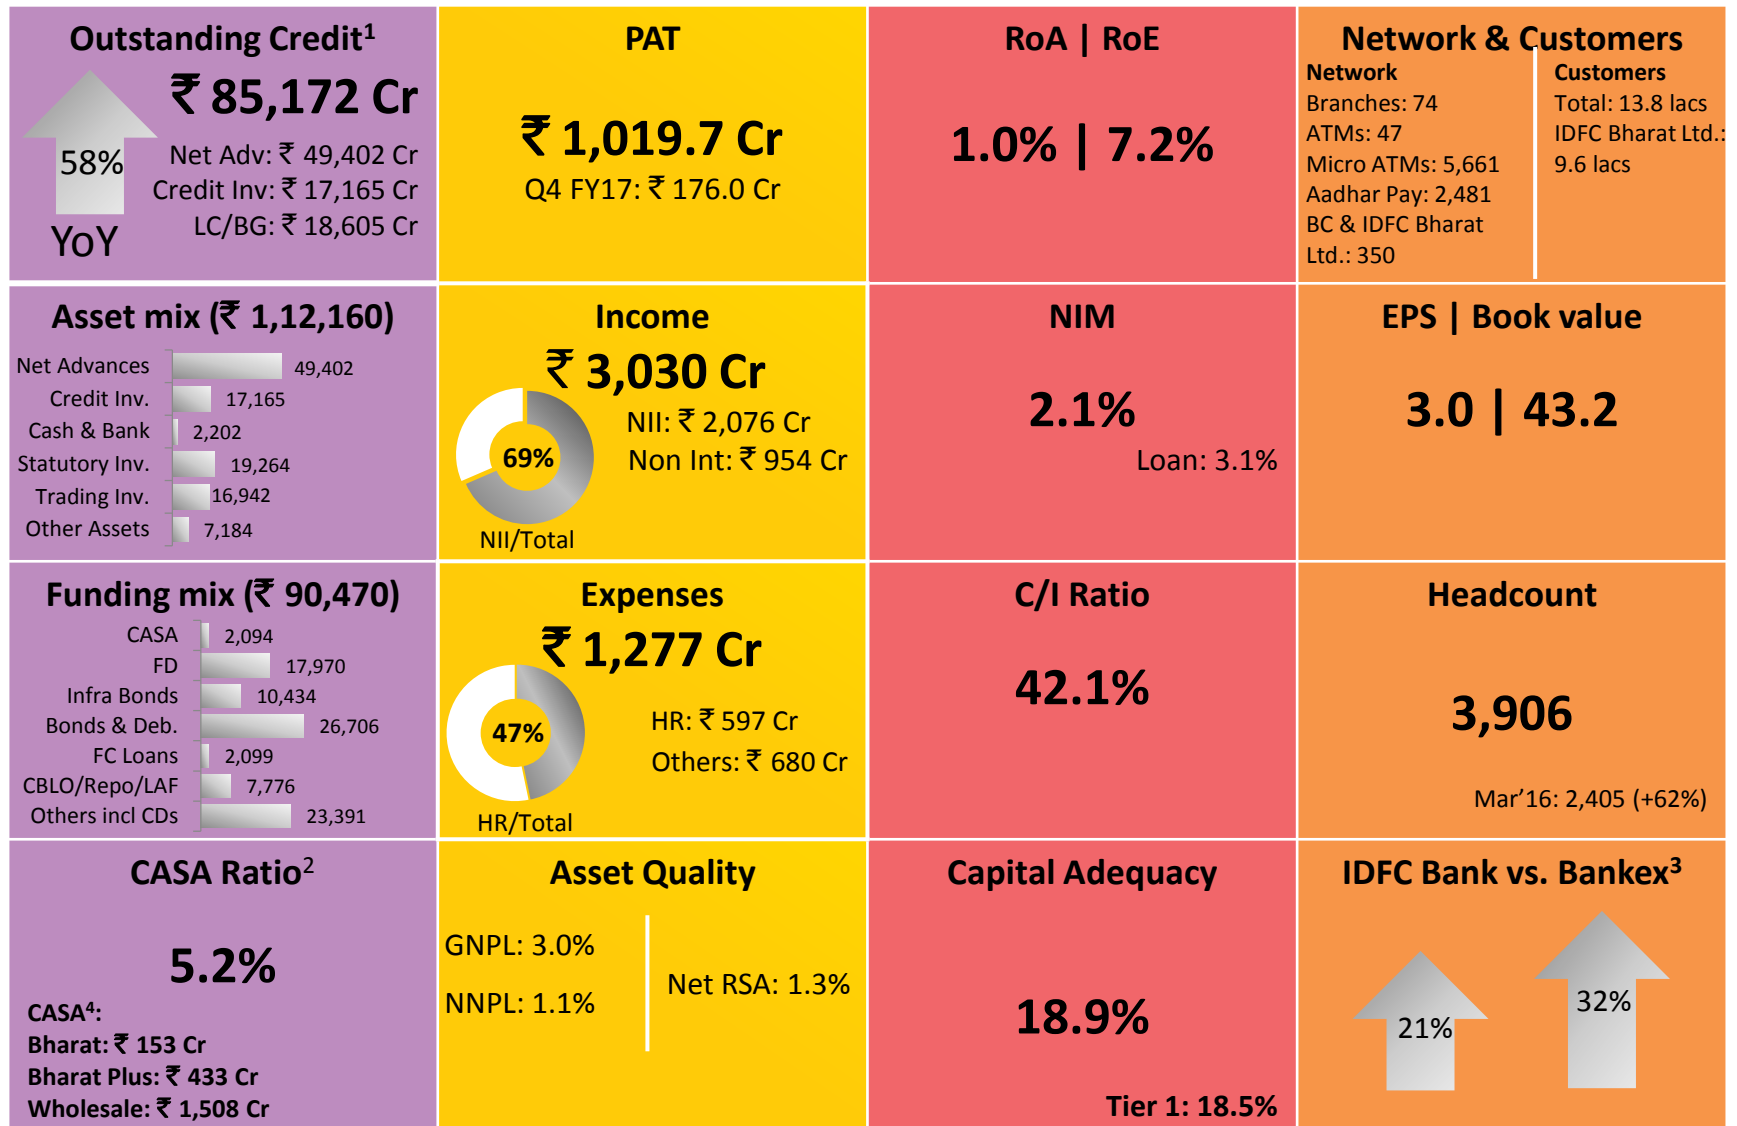 Outstanding Credit¹
₹ 85,172 Cr
58%
YoY
Net Adv: ₹ 49,402 Cr
Credit Inv: ₹ 17,165 Cr
LC/BG: ₹ 18,605 Cr
PAT
₹ 1,019.7 Cr
Q4 FY17: ₹ 176.0 Cr
RoA | RoE
1.0% | 7.2%
Network & Customers
Network
Branches: 74
ATMs: 47
Micro ATMs: 5,661
Aadhar Pay: 2,481
BC & IDFC Bharat
Ltd.: 350
Customers
Total: 13.8 lacs
IDFC Bharat Ltd.:
9.6 lacs
Asset mix (₹ 1,12,160)
Net Advances 49,402
Credit Inv. 17,165
Cash & Bank 2,202
Statutory Inv. 19,264
Trading Inv. 16,942
Other Assets 7,184
Income
₹ 3,030 Cr
NII: ₹ 2,076 Cr
Non Int: ₹ 954 Cr
69%
NII/Total
NIM
2.1%
Loan: 3.1%
EPS | Book value
3.0 | 43.2
Funding mix (₹ 90,470)
CASA 2,094
FD 17,970
Infra Bonds 10,434
Bonds & Deb. 26,706
FC Loans 2,099
CBLO/Repo/LAF 7,776
Others incl CDs 23,391
Expenses
₹ 1,277 Cr
HR: ₹ 597 Cr
Others: ₹ 680 Cr
47%
HR/Total
C/I Ratio
42.1%
Headcount
3,906
Mar’16: 2,405 (+62%)
CASA Ratio²
5.2%
CASA⁴:
Bharat: ₹ 153 Cr
Bharat Plus: ₹ 433 Cr
Wholesale: ₹ 1,508 Cr
Asset Quality
GNPL: 3.0%
NNPL: 1.1%
Net RSA: 1.3%
Capital Adequacy
18.9%
Tier 1: 18.5%
IDFC Bank vs. Bankex³
21%
32%